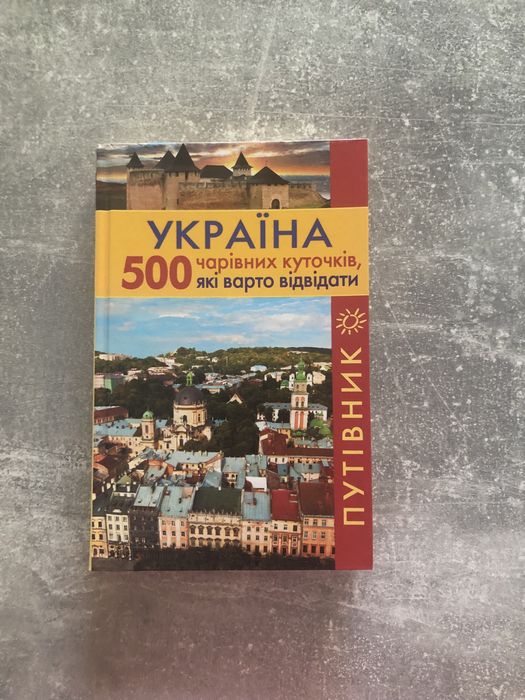 УКРАЇНА
500 чарівних куточків,
які варто відвідати
ПУТІВНИК